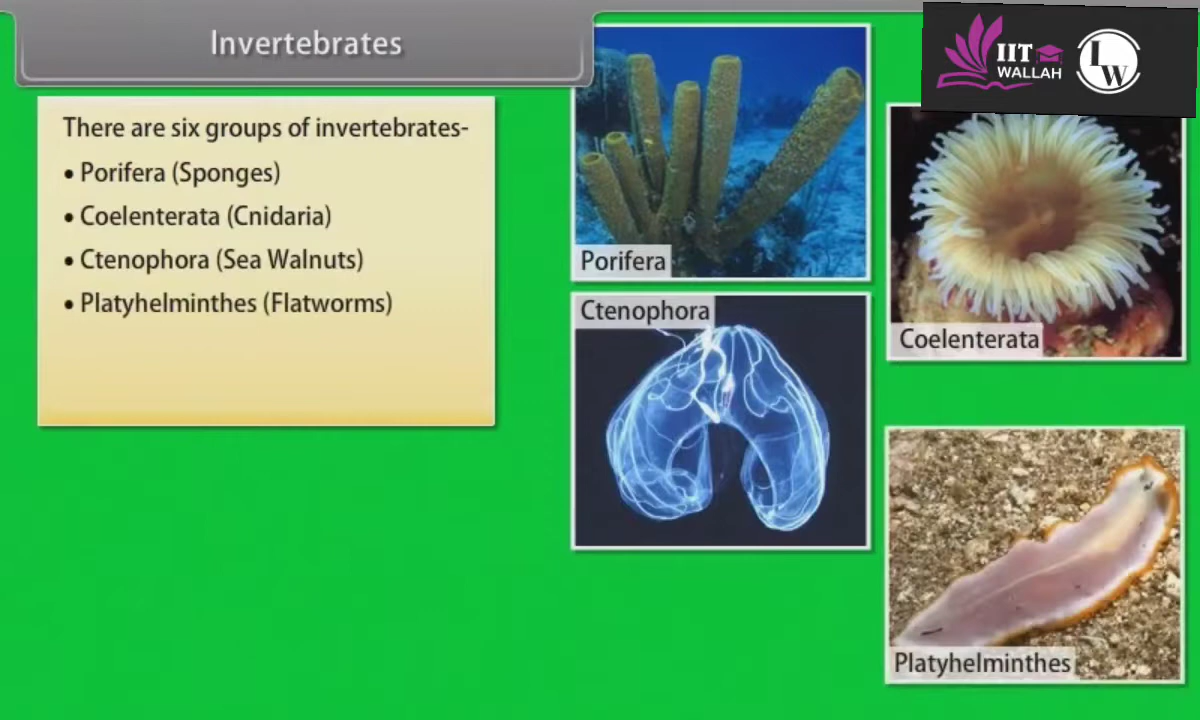 Invertebrates
There are six groups of invertebrates-
• Porifera (Sponges)
• Coelenterata (Cnidaria)
• Ctenophora (Sea Walnuts)
• Platyhelminthes (Flatworms)
Porifera
Ctenophora
IIT
WALLAH
LW
Coelenterata
Platyhelminthes